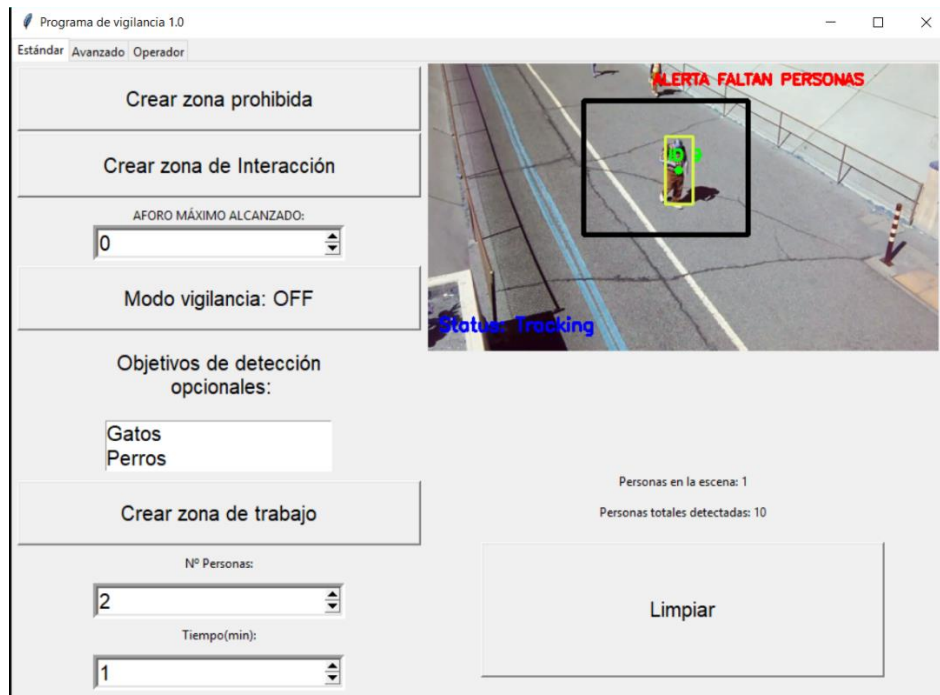 Programa de vigilancia 1.0
Estándar Avanzado Operador
Crear zona prohibida
Crear zona de Interacción
AFORO MÁXIMO ALCANZADO:
0
Modo vigilancia: OFF
Objetivos de detección
opcionales:
Gatos
Perros
Crear zona de trabajo
Nº Personas:
2
Tiempo(min):
1
ALERTA FALTAN PERSONAS
Status: Tracking
Personas en la escena: 1
Personas totales detectadas: 10
Limpiar